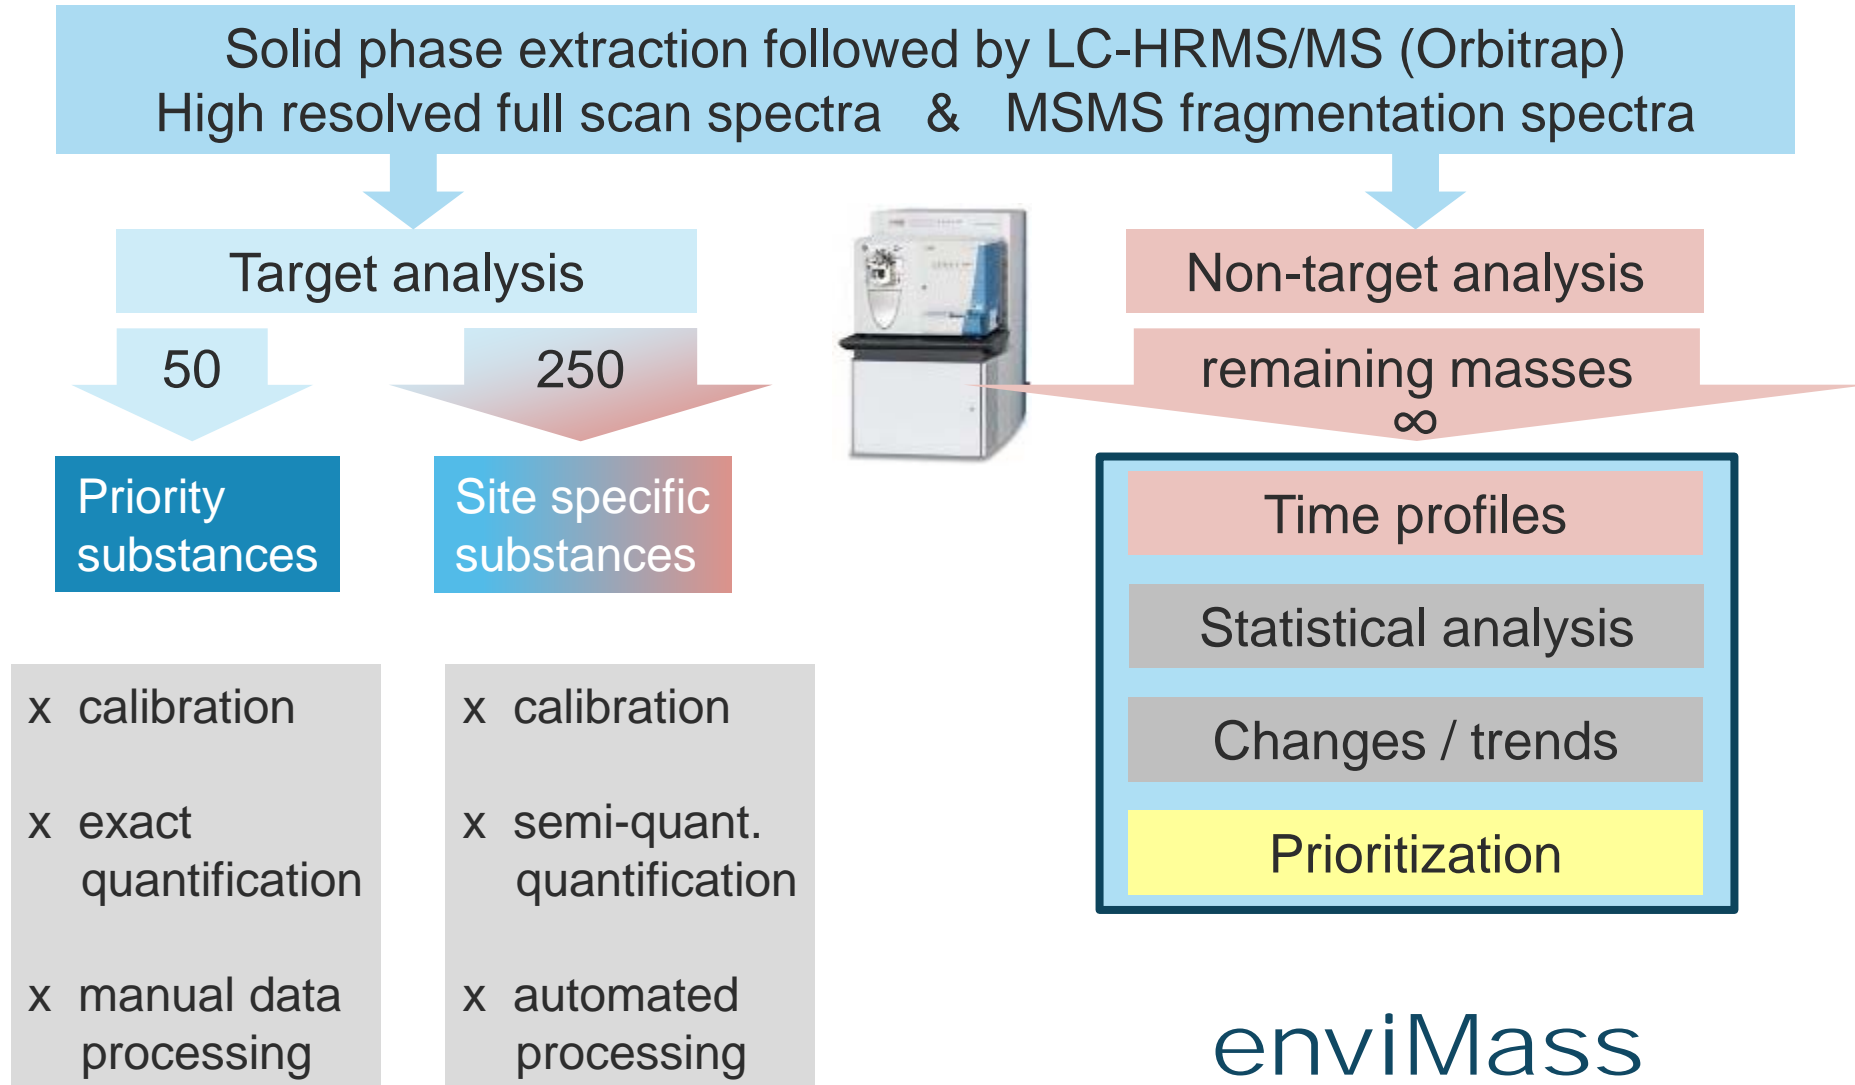 Solid phase extraction followed by LC-HRMS/MS (Orbitrap)
High resolved full scan spectra & MSMS fragmentation spectra
Target analysis
50
250
Priority
substances
Site specific
substances
x calibration
x exact
quantification
x manual data
processing
x calibration
x semi-quant.
quantification
x automated
processing
Non-target analysis
remaining masses
∞
Time profiles
Statistical analysis
Changes / trends
Prioritization
enviMass